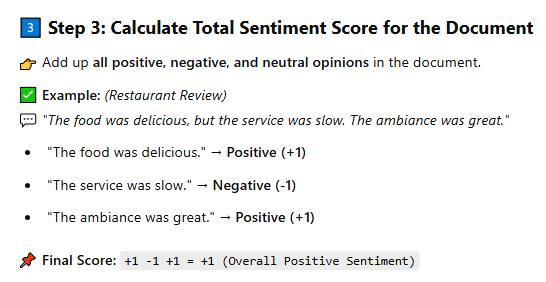 3 Step 3: Calculate Total Sentiment Score for the Document
👉 Add up all positive, negative, and neutral opinions in the document.
✅ Example: (Restaurant Review)
💬 "The food was delicious, but the service was slow. The ambiance was great."
• "The food was delicious." → Positive (+1)
• "The service was slow." → Negative (-1)
• "The ambiance was great." → Positive (+1)
📌 Final Score: +1 -1 +1 = +1 (Overall Positive Sentiment)